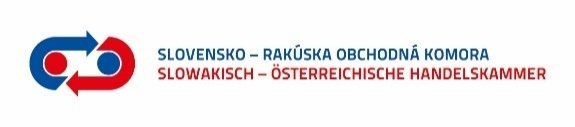 SLOVENSKO – RAKÚSKA OBCHODNÁ KOMORA
SLOWAKISCH – ÖSTERREICHISCHE HANDELSKAMMER